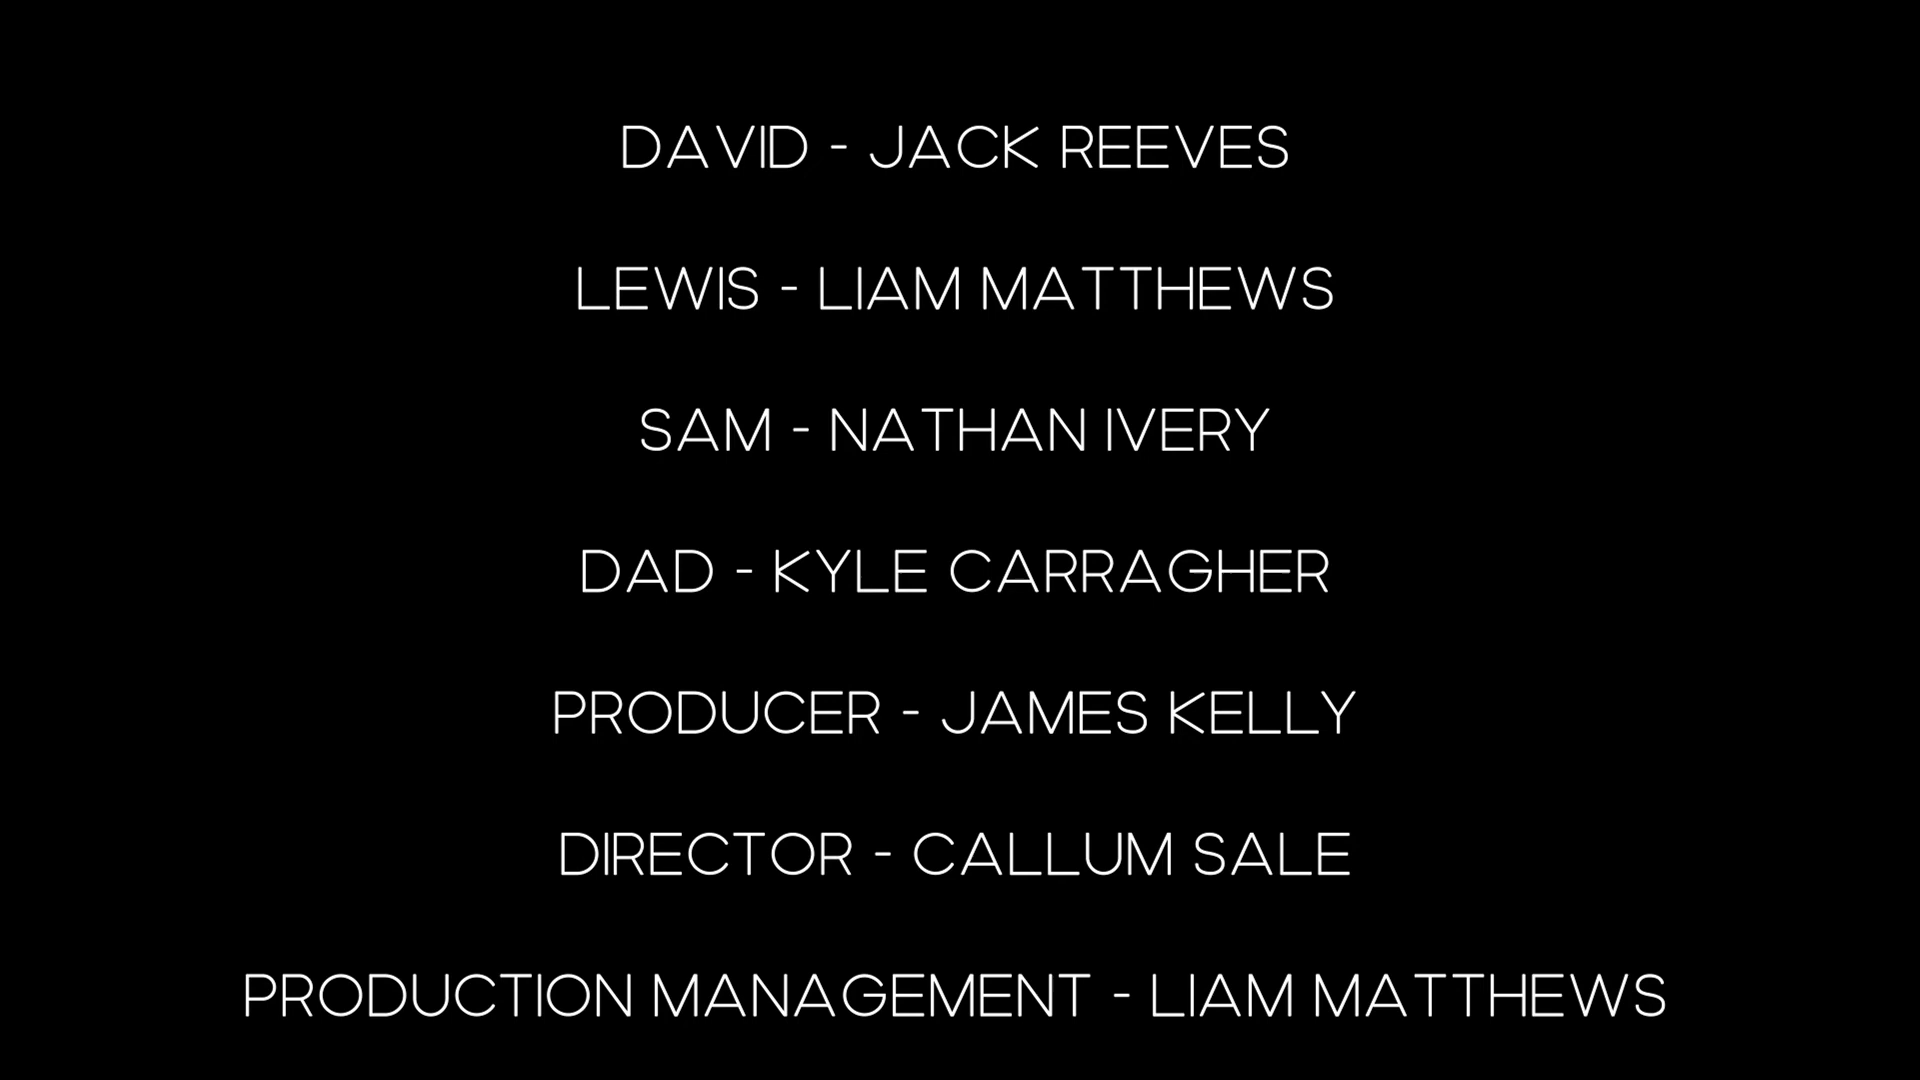 DAVID - JACK REEVES
LEWIS - LIAM MATTHEWS
SAM - NATHAN IVERY
DAD - KYLE CARRAGHER
PRODUCER - JAMES KELLY
DIRECTOR - CALLUM SALE
PRODUCTION MANAGEMENT - LIAM MATTHEWS